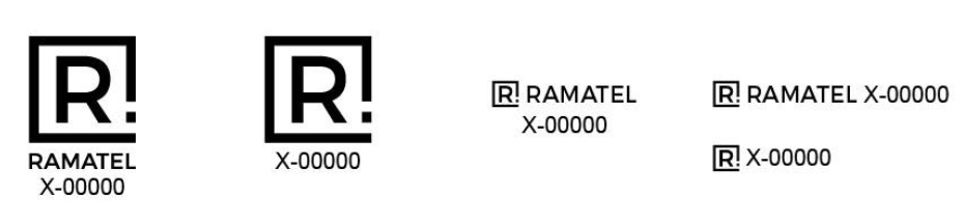 R!
RAMATEL
X-00000
R!
X-00000
R! RAMATEL
X-00000
R! RAMATEL X-00000
R! X-00000